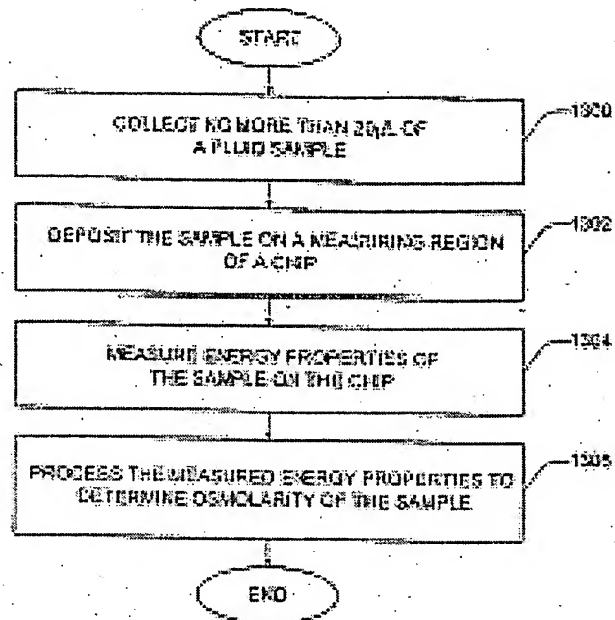 START
COLLECT NO MORE THAN 20μL OF
A FLUID SAMPLE
1300
DEPOSIT THE SAMPLE ON A MEASURING REGION
OF A CHIP
1302
MEASURE ENERGY PROPERTIES OF
THE SAMPLE ON THE CHIP
1304
PROCESS THE MEASURED ENERGY PROPERTIES TO
DETERMINE OSMOLARITY OF THE SAMPLE
1306
END